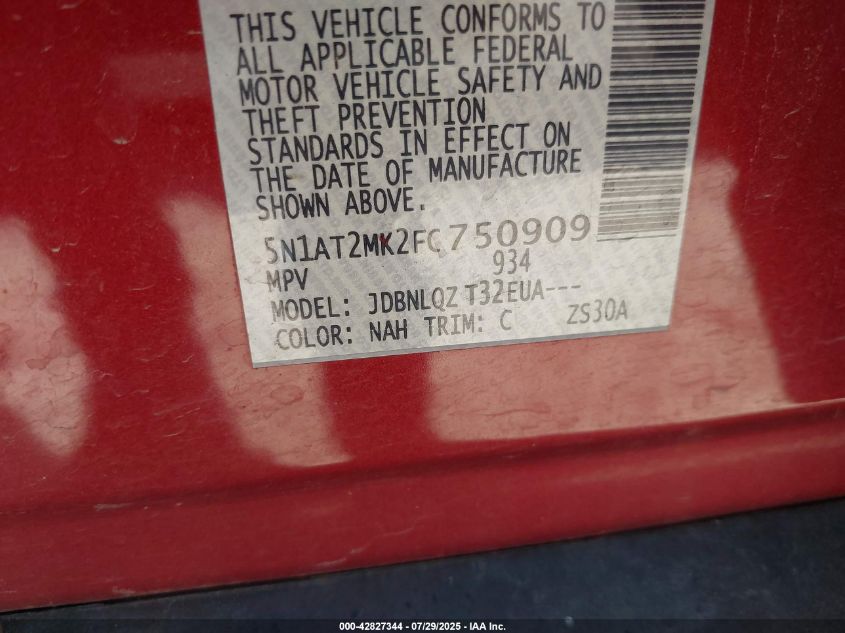 THIS VEHICLE CONFORMS TO
ALL APPLICABLE FEDERAL
MOTOR VEHICLE SAFETY AND
THEFT PREVENTION
STANDARDS IN EFFECT ON
THE DATE OF MANUFACTURE
SHOWN ABOVE.
5N1AT2MK2FC750909
934
MPV
MODEL: JDBNLQZ T32EUA---
COLOR: NAH TRIM: C ZS30A
000-42827344 | 07/29/2025 | IAA Inc.